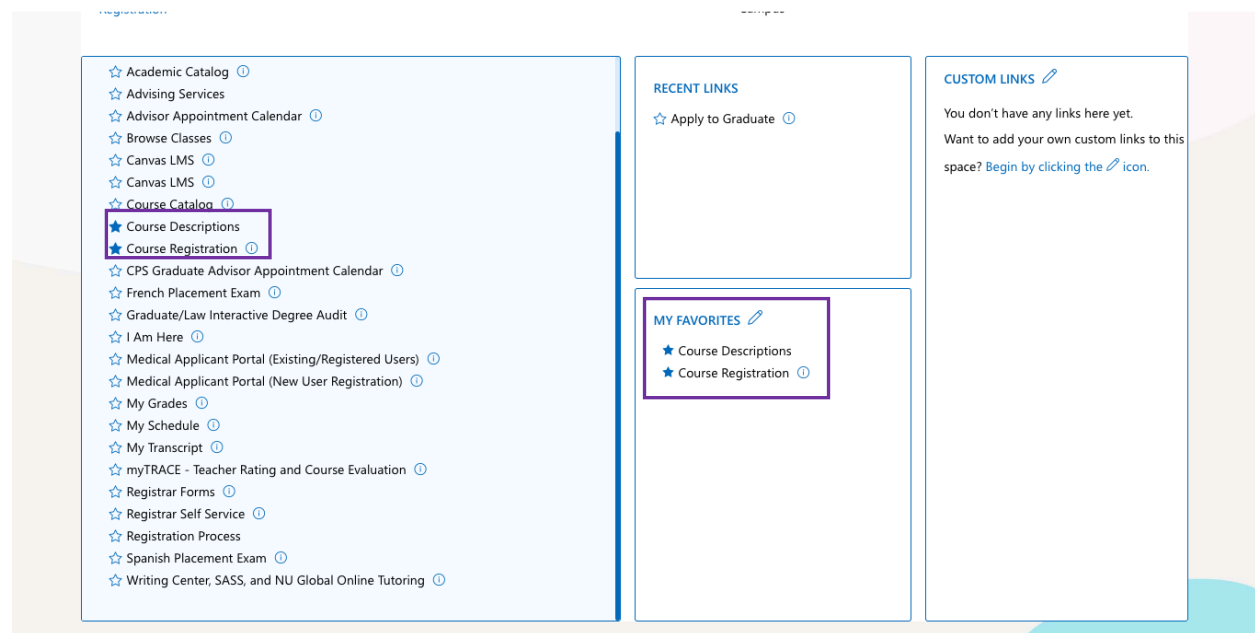 Academic Catalog
Advising Services
Advisor Appointment Calendar
Browse Classes
Canvas LMS
Canvas LMS
Course Catalog
Course Descriptions
Course Registration
CPS Graduate Advisor Appointment Calendar
French Placement Exam
Graduate/Law Interactive Degree Audit
I Am Here
Medical Applicant Portal (Existing/Registered Users)
Medical Applicant Portal (New User Registration)
My Grades
My Schedule
My Transcript
myTRACE - Teacher Rating and Course Evaluation
Registrar Forms
Registrar Self Service
Registration Process
Spanish Placement Exam
Writing Center, SASS, and NU Global Online Tutoring
RECENT LINKS
Apply to Graduate
MY FAVORITES
Course Descriptions
Course Registration
CUSTOM LINKS
You don't have any links here yet.
Want to add your own custom links to this
space? Begin by clicking the icon.